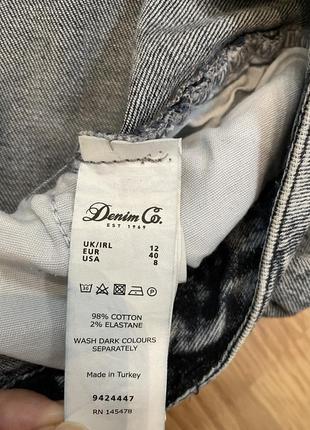 Denim Co.
EST 1969
UK/IRL 12
EUR 40
USA 8
30
98% COTTON
2% ELASTANE
WASH DARK COLOURS
SEPARATELY
Made in Turkey
9424447
RN 145478